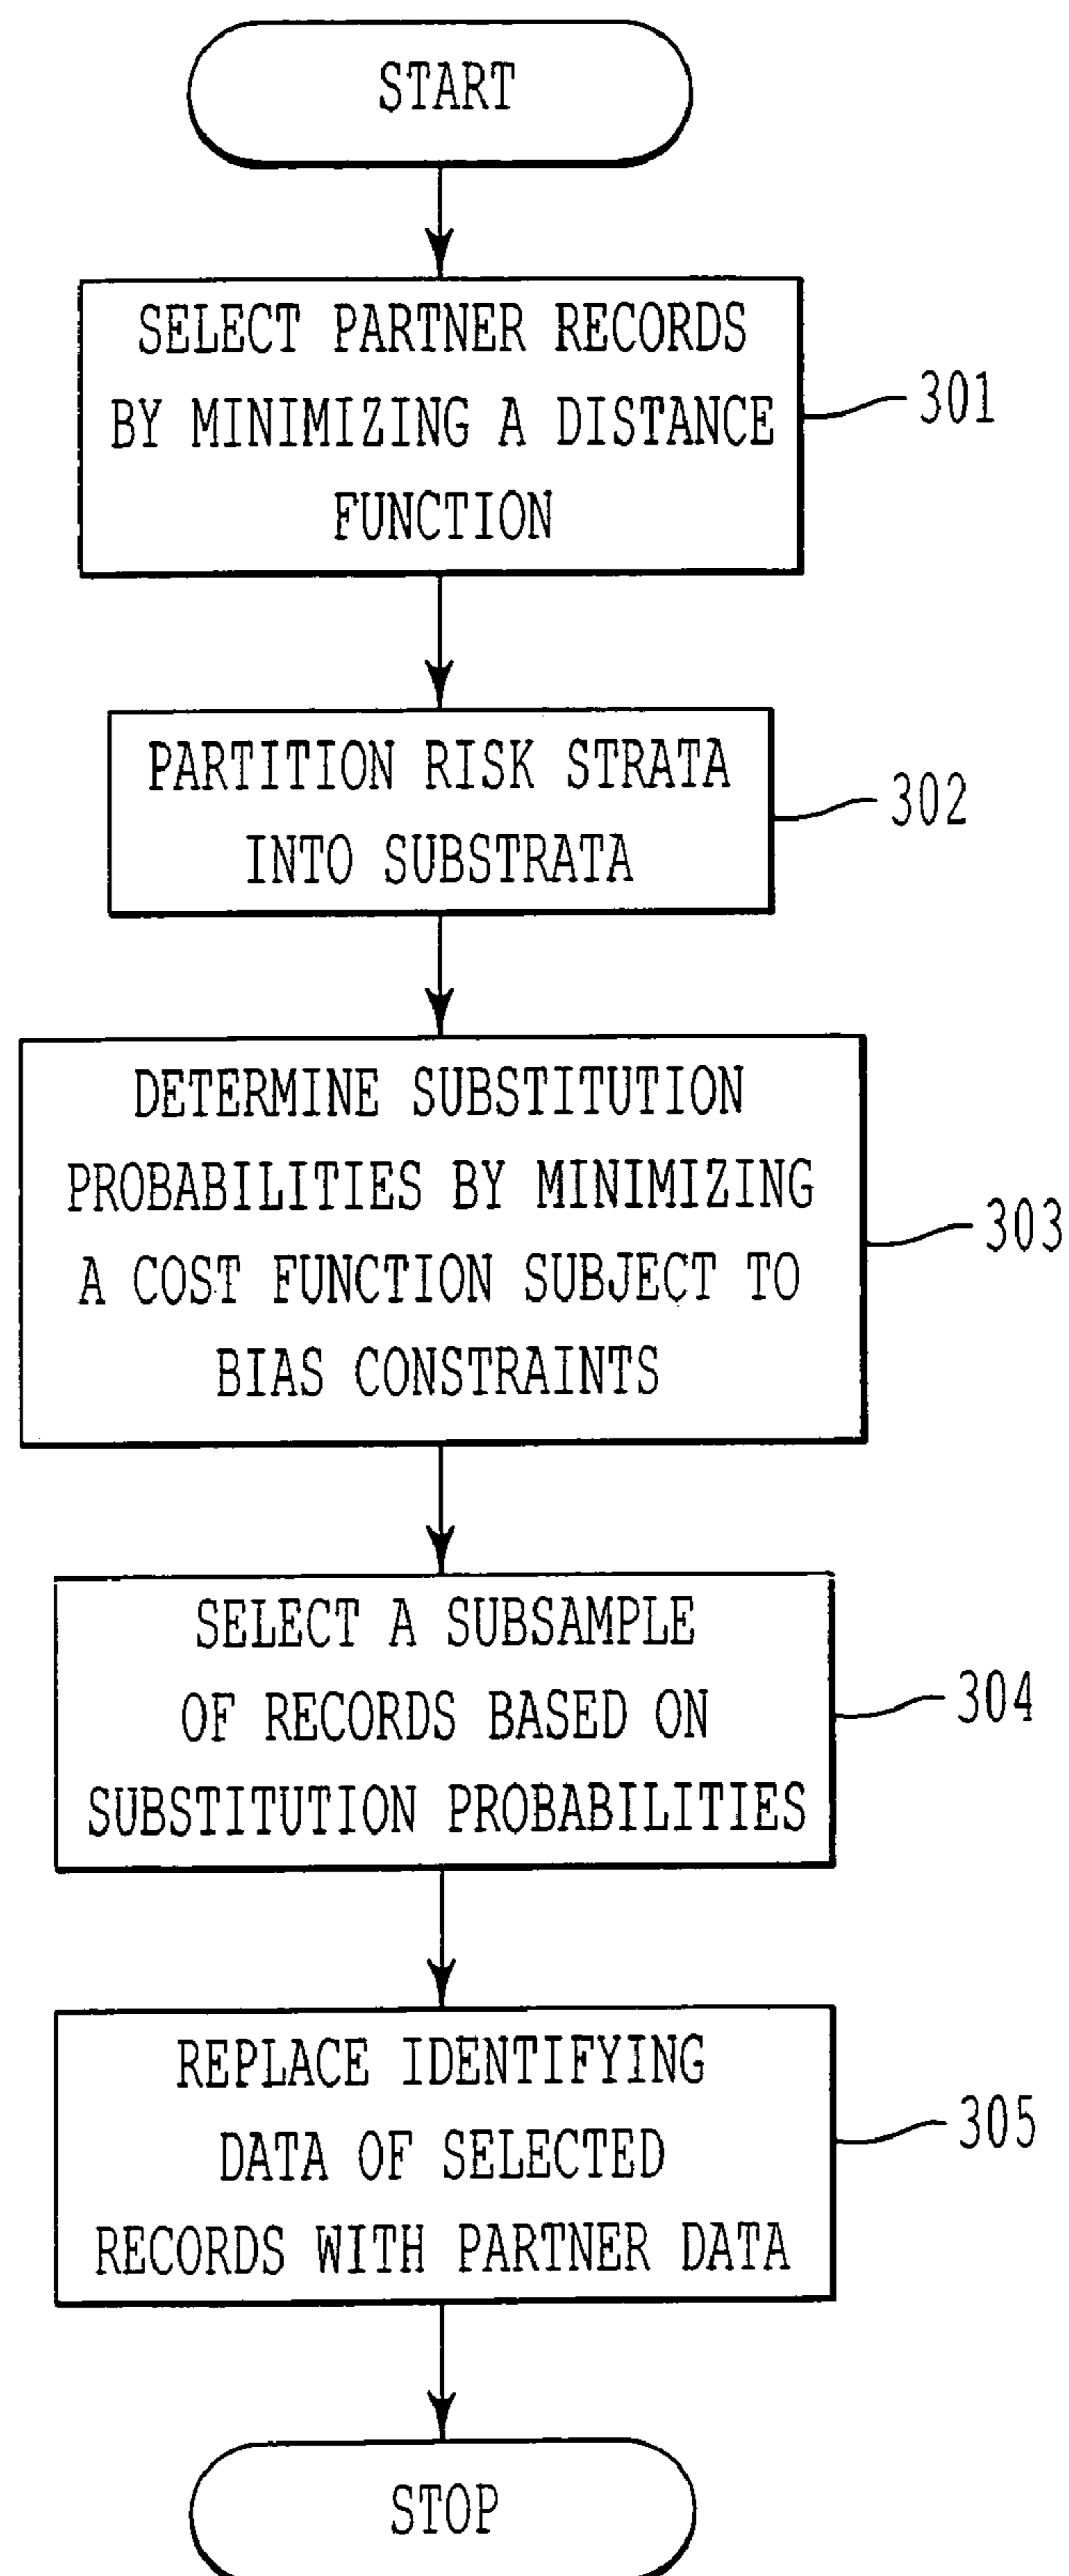 START
SELECT PARTNER RECORDS
BY MINIMIZING A DISTANCE
FUNCTION
301
PARTITION RISK STRATA
INTO SUBSTRATA
302
DETERMINE SUBSTITUTION
PROBABILITIES BY MINIMIZING
A COST FUNCTION SUBJECT TO
BIAS CONSTRAINTS
303
SELECT A SUBSAMPLE
OF RECORDS BASED ON
SUBSTITUTION PROBABILITIES
304
REPLACE IDENTIFYING
DATA OF SELECTED
RECORDS WITH PARTNER DATA
305
STOP